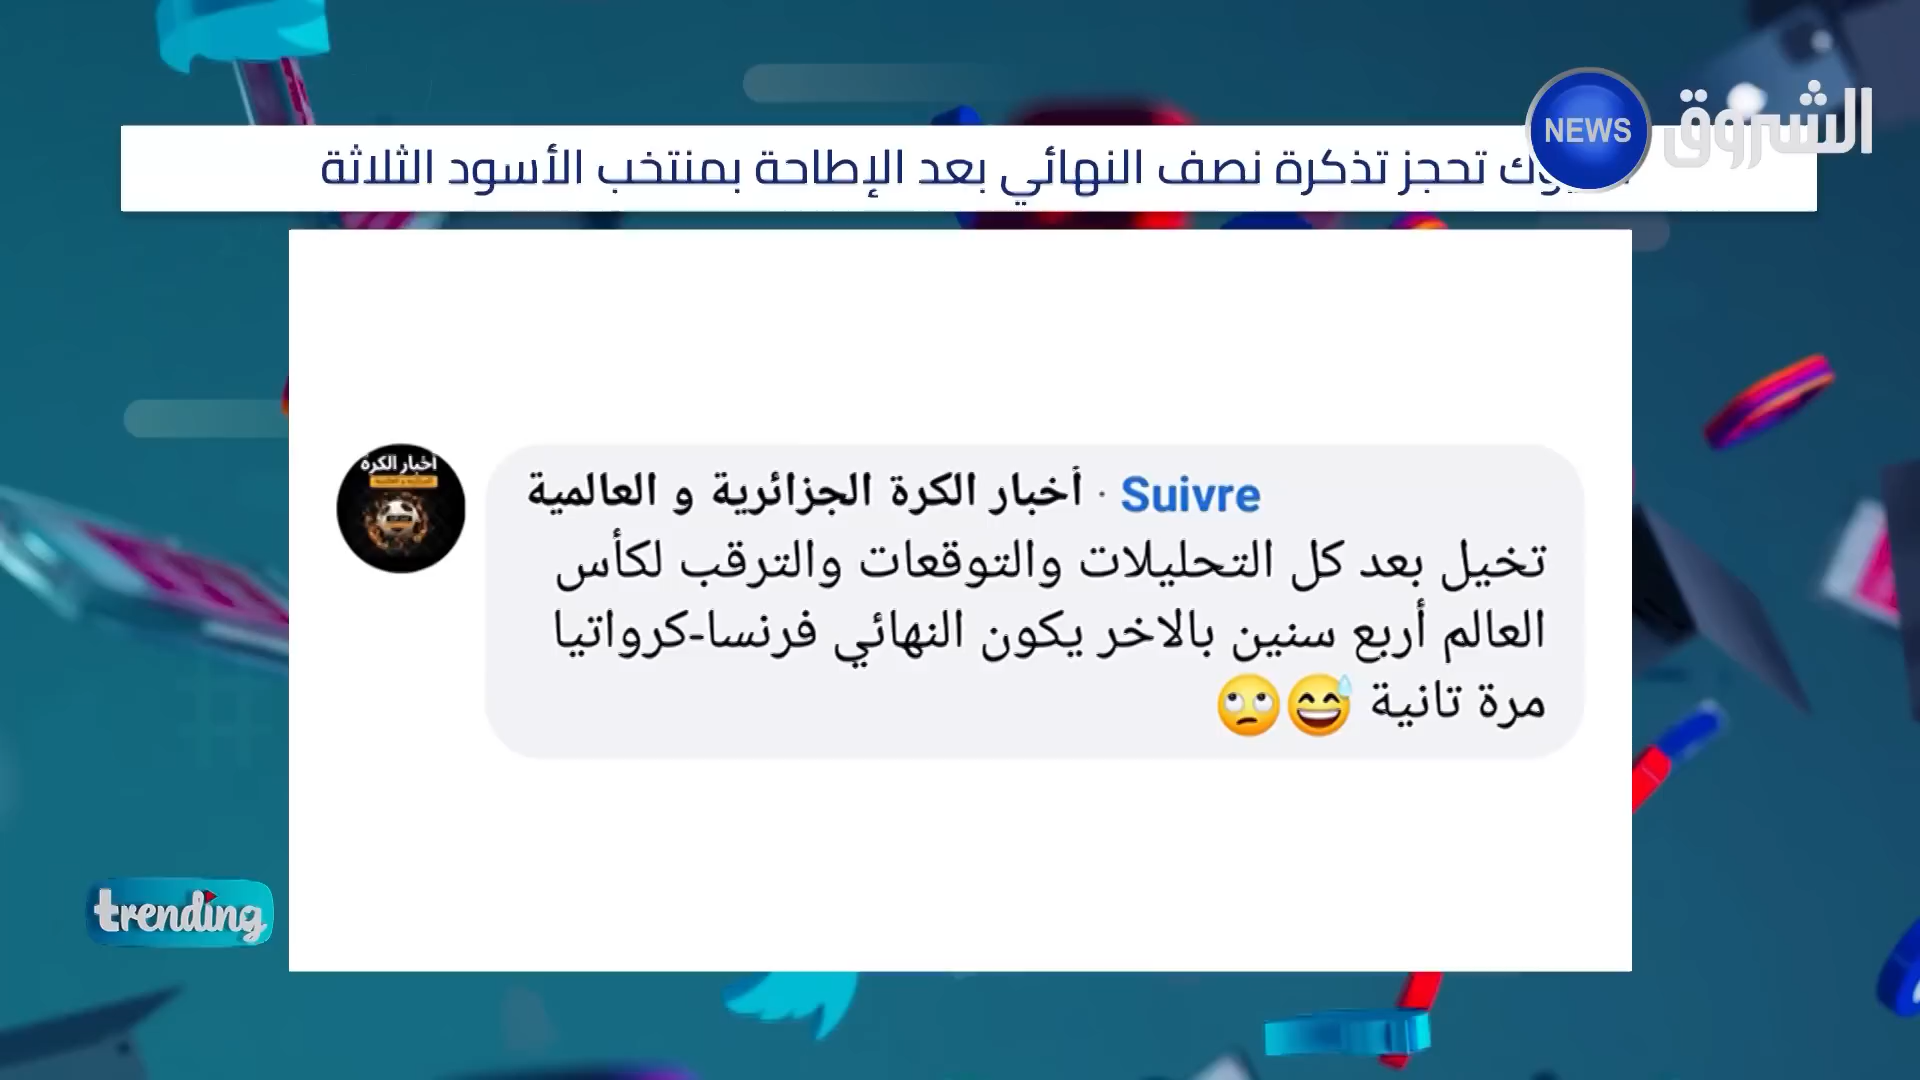 الشروق
NEWS
تحجز تذكرة نصف النهائي بعد الإطاحة بمنتخب الأسود الثلاثة
أخبار الكرة
أخبار الكرة الجزائرية و العالمية · Suivre
تخيل بعد كل التحليلات والتوقعات والترقب لكأس
العالم أربع سنين بالاخر يكون النهائي فرنسا-كرواتيا
مرة تانية 😅🙄
trending